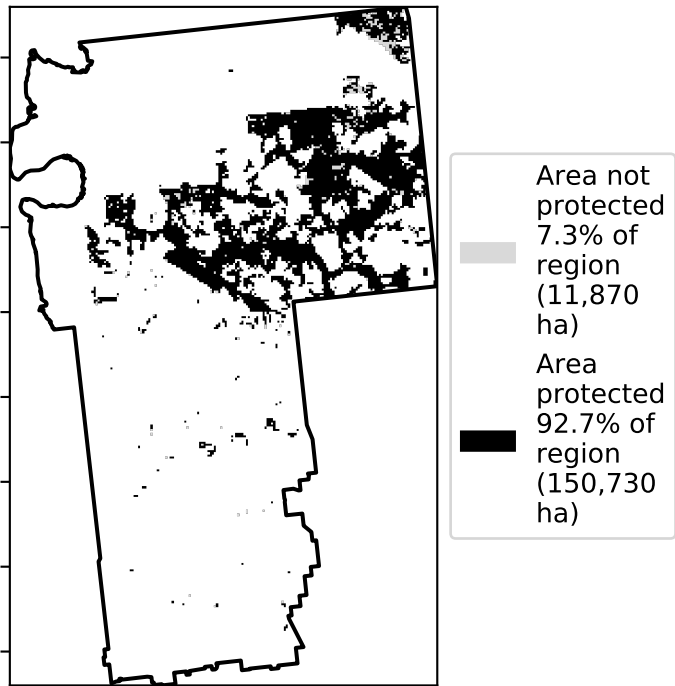 Area not
protected
7.3% of
region
(11,870
ha)
Area
protected
92.7% of
region
(150,730
ha)